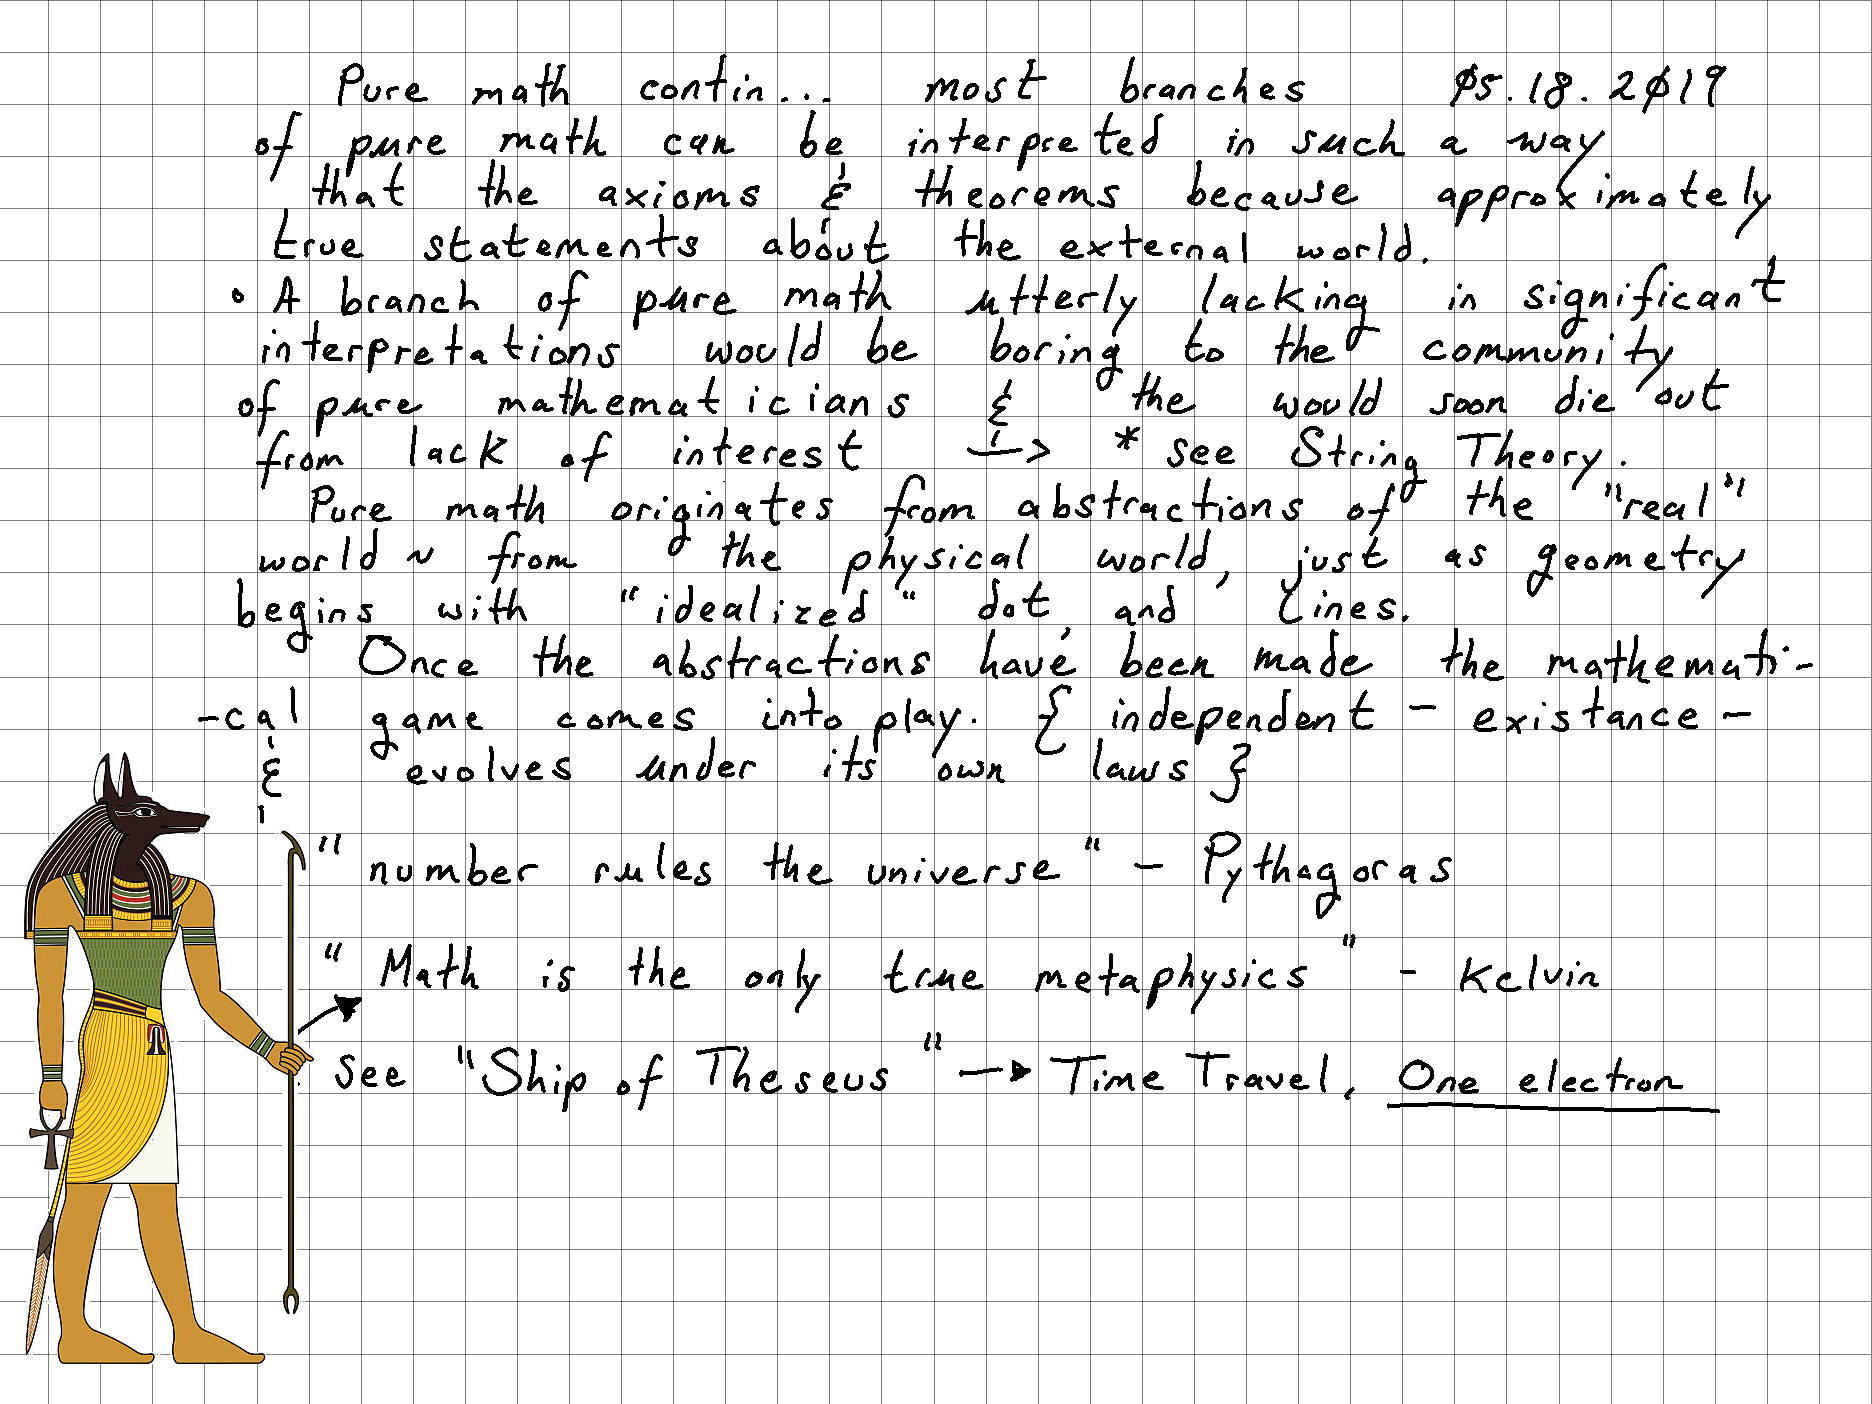 Pure math contin... most branches 05.18.2019
of pure math can be interpreted in such a way
that the axioms & theorems because approximately
true statements about the external world.
• A branch of pure math utterly lacking in significant
interpretations would be boring to the community
of pure mathematicians & the would soon die out
from lack of interest —> * see String Theory.
Pure math originates from abstractions of the "real"
world ~ from the physical world, just as geometry
begins with "idealized" dot, and lines.
Once the abstractions have been made the mathemati-
-cal game comes into play. { independent - existance -
& evolves under its own laws }
"number rules the universe" - Pythagoras
"Math is the only true metaphysics" - Kelvin
see "Ship of Theseus" → Time Travel, One electron